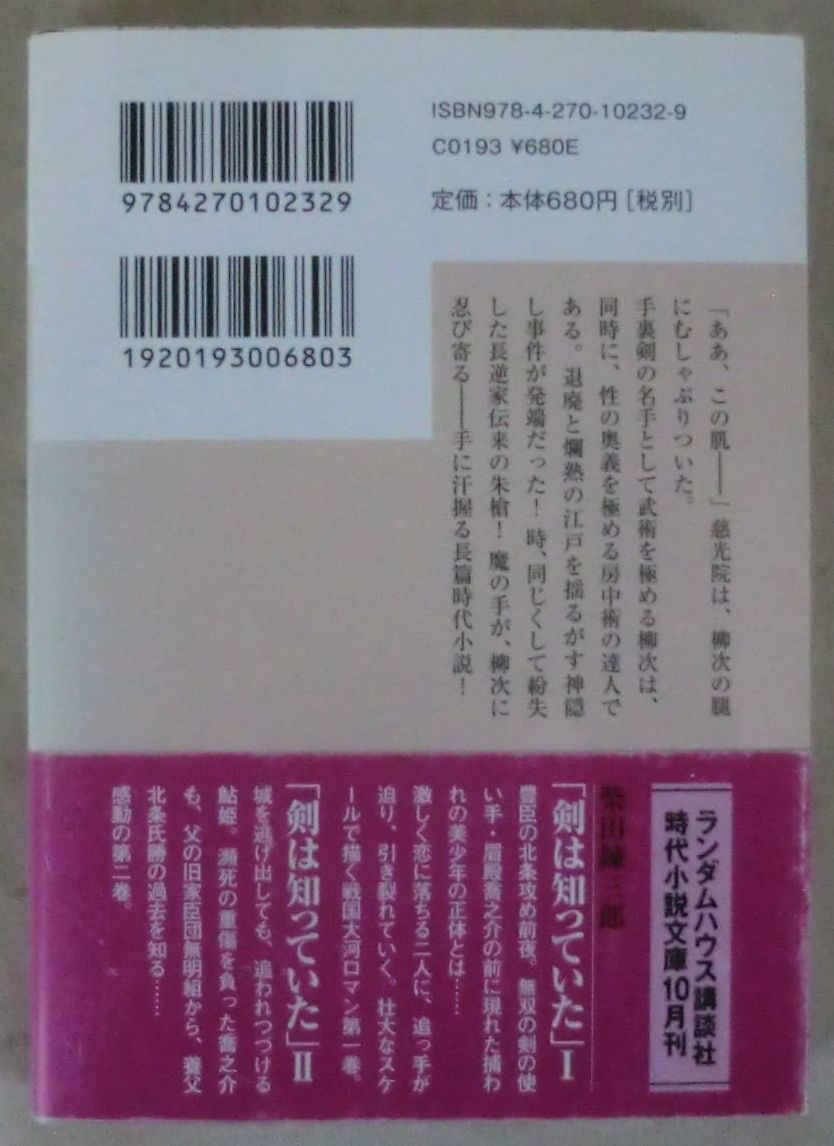 ISBN978-4-270-10232-9
C0193 ¥680E
定価：本体680円［税別］
9784270102329
1920193006803
「ああ、この肌――」慈光院は、柳次の腿
にむしゃぶりついた。
手裏剣の名手として武術を極める柳次は、
同時に、性の奥義を極める房中術の達人で
ある。退廃と爛熟の江戸を揺るがす神隠
し事件が発端だった！ 時、同じくして紛失
した長逆家伝来の朱槍！ 魔の手が、柳次に
忍び寄る――手に汗握る長篇時代小説！
ランダムハウス講談社
時代小説文庫10月刊
柴田錬三郎
「剣は知っていた」Ⅰ
豊臣の北条攻め前夜。無双の剣の使
い手・眉殿喬之介の前に現れた捕わ
れの美少年の正体とは……
激しく恋に落ちる二人に、追っ手が
迫り、引き裂れていく。壮大なスケ
ールで描く戦国大河ロマン第一巻。
「剣は知っていた」Ⅱ
城を逃げ出しても、追われつづける
鮎姫。瀕死の重傷を負った喬之介
も、父の旧家臣団無明組から、養父
北条氏勝の過去を知る……
感動の第二巻。